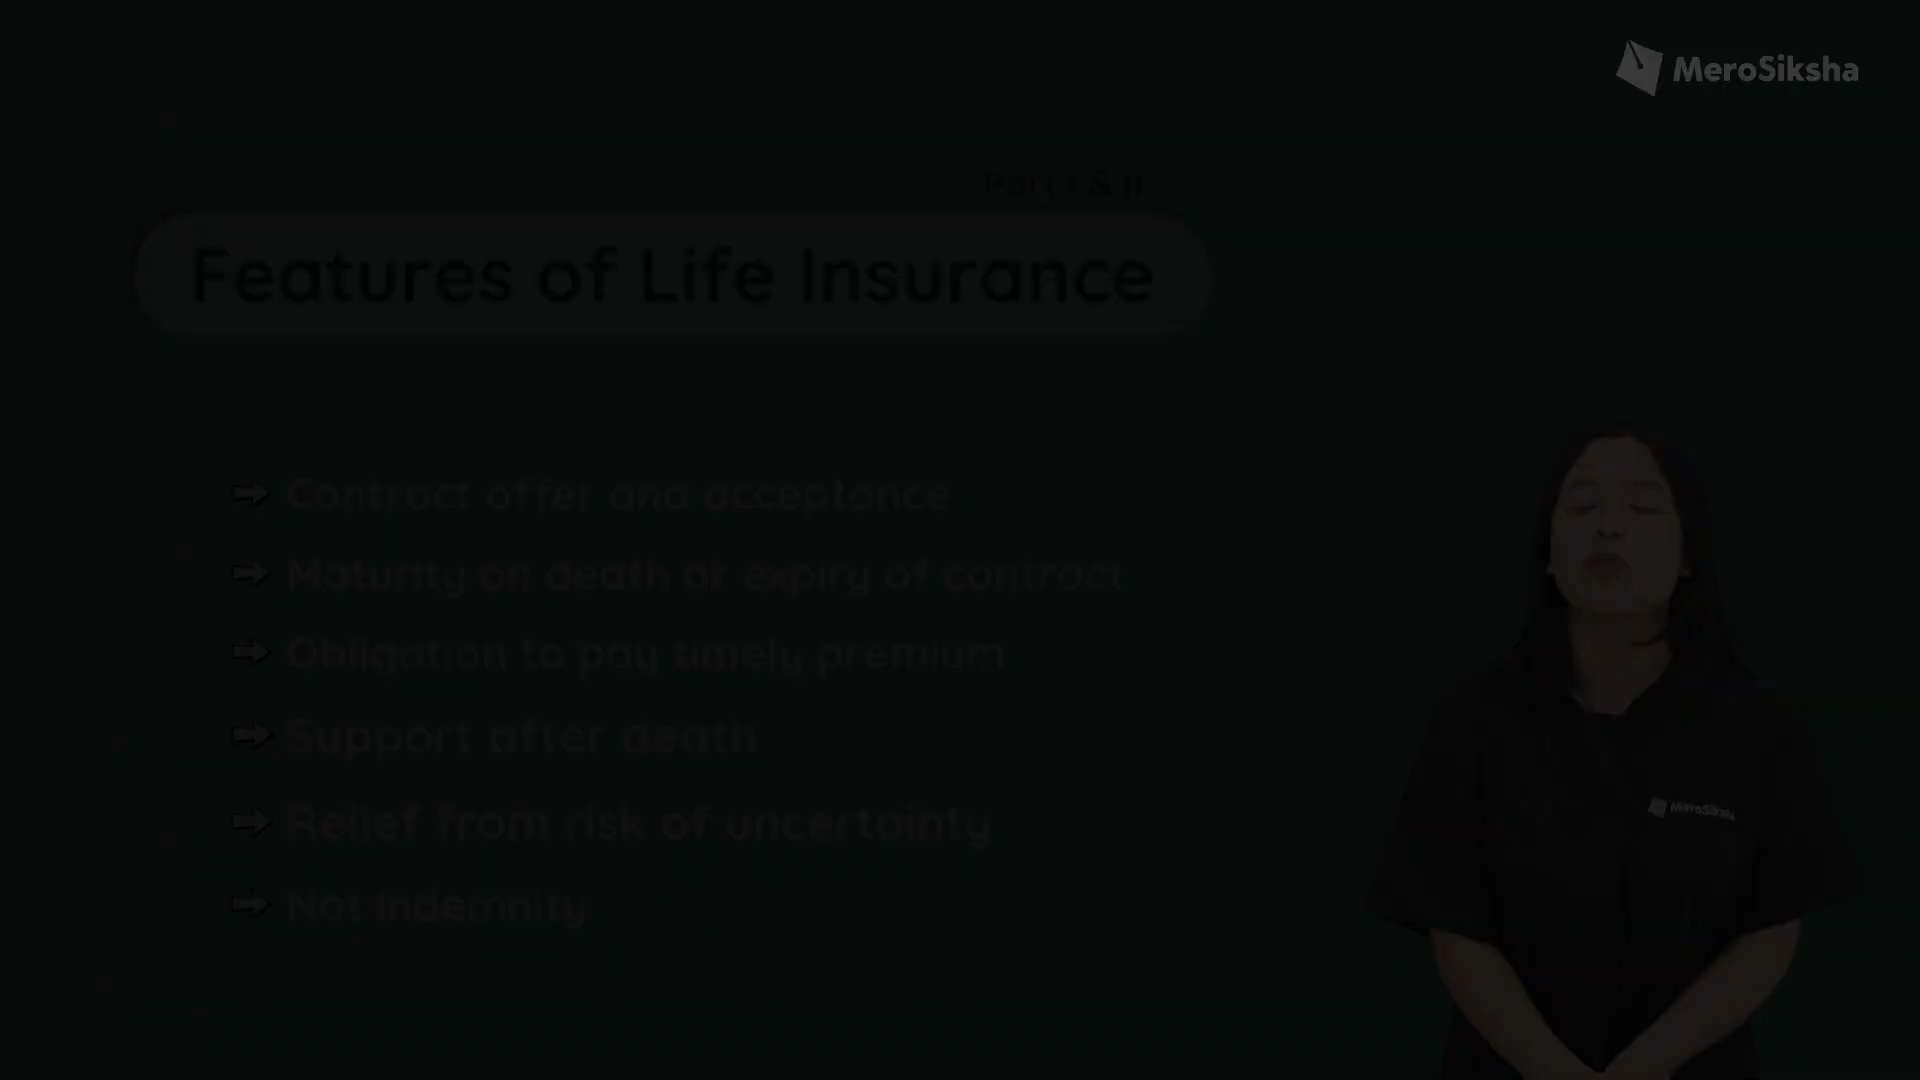 MeroSiksha
Part I & II
Features of Life Insurance
⇒ Contract offer and acceptance
⇒ Maturity on death or expiry of contract
⇒ Obligation to pay timely premium
⇒ Support after death
⇒ Relief from risk of uncertainty
⇒ Not Indemnity
MeroSiksha